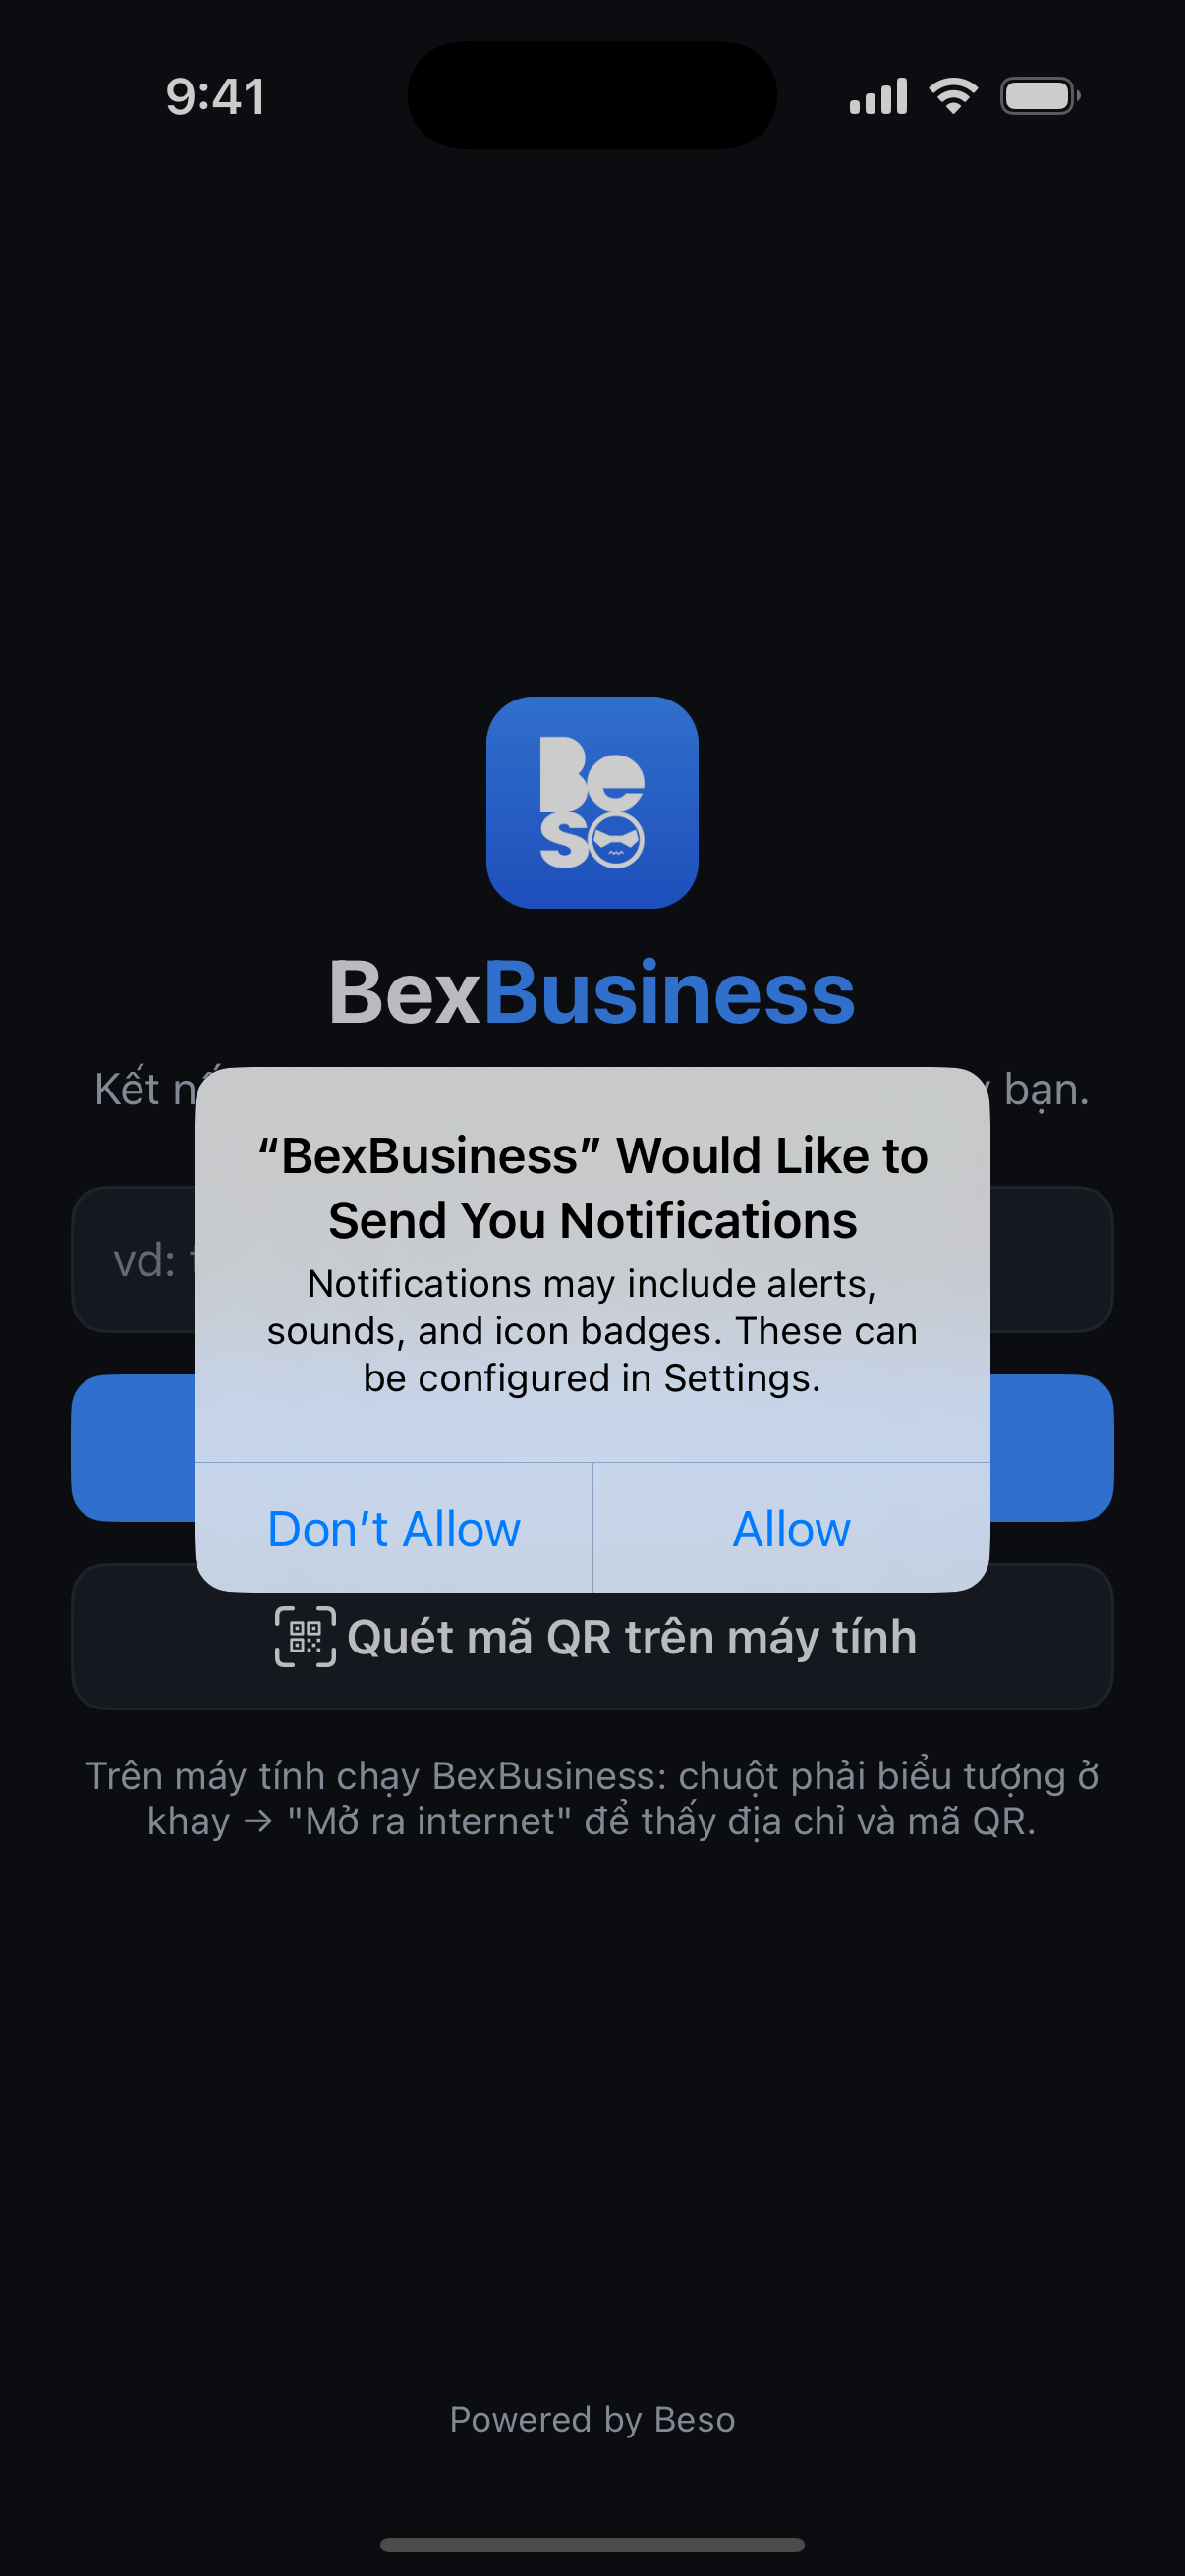 9:41
Be
so
BexBusiness
Kết bạn.
"BexBusiness" Would Like to
Send You Notifications
Notifications may include alerts,
sounds, and icon badges. These can
be configured in Settings.
vd:
Don't Allow
Allow
Quét mã QR trên máy tính
Trên máy tính chạy BexBusiness: chuột phải biểu tượng ở
khay → "Mở ra internet" để thấy địa chỉ và mã QR.
Powered by Beso